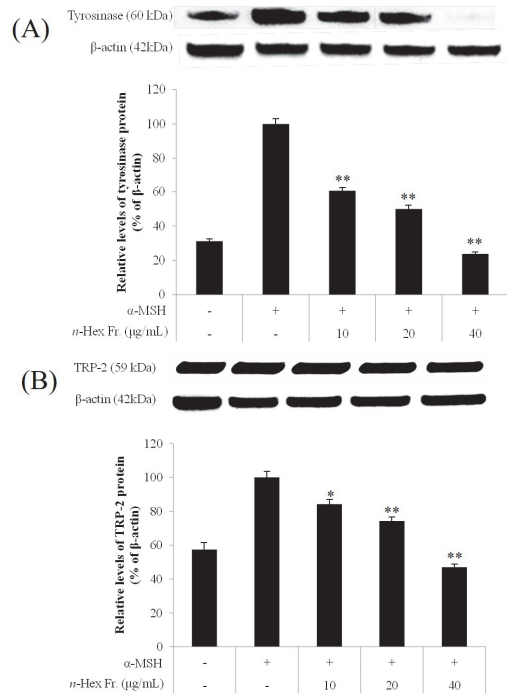 (A)
Tyrosinase (60 kDa)
β-actin (42kDa)
Relative levels of tyrosinase protein
(% of β-actin)
120
100
80
60
40
20
0
**
**
**
α-MSH - + + + +
n-Hex Fr. (μg/mL) - - 10 20 40
(B)
TRP-2 (59 kDa)
β-actin (42kDa)
Relative levels of TRP-2 protein
(% of β-actin)
120
100
80
60
40
20
0
*
**
**
α-MSH - + + + +
n-Hex Fr. (μg/mL) - - 10 20 40